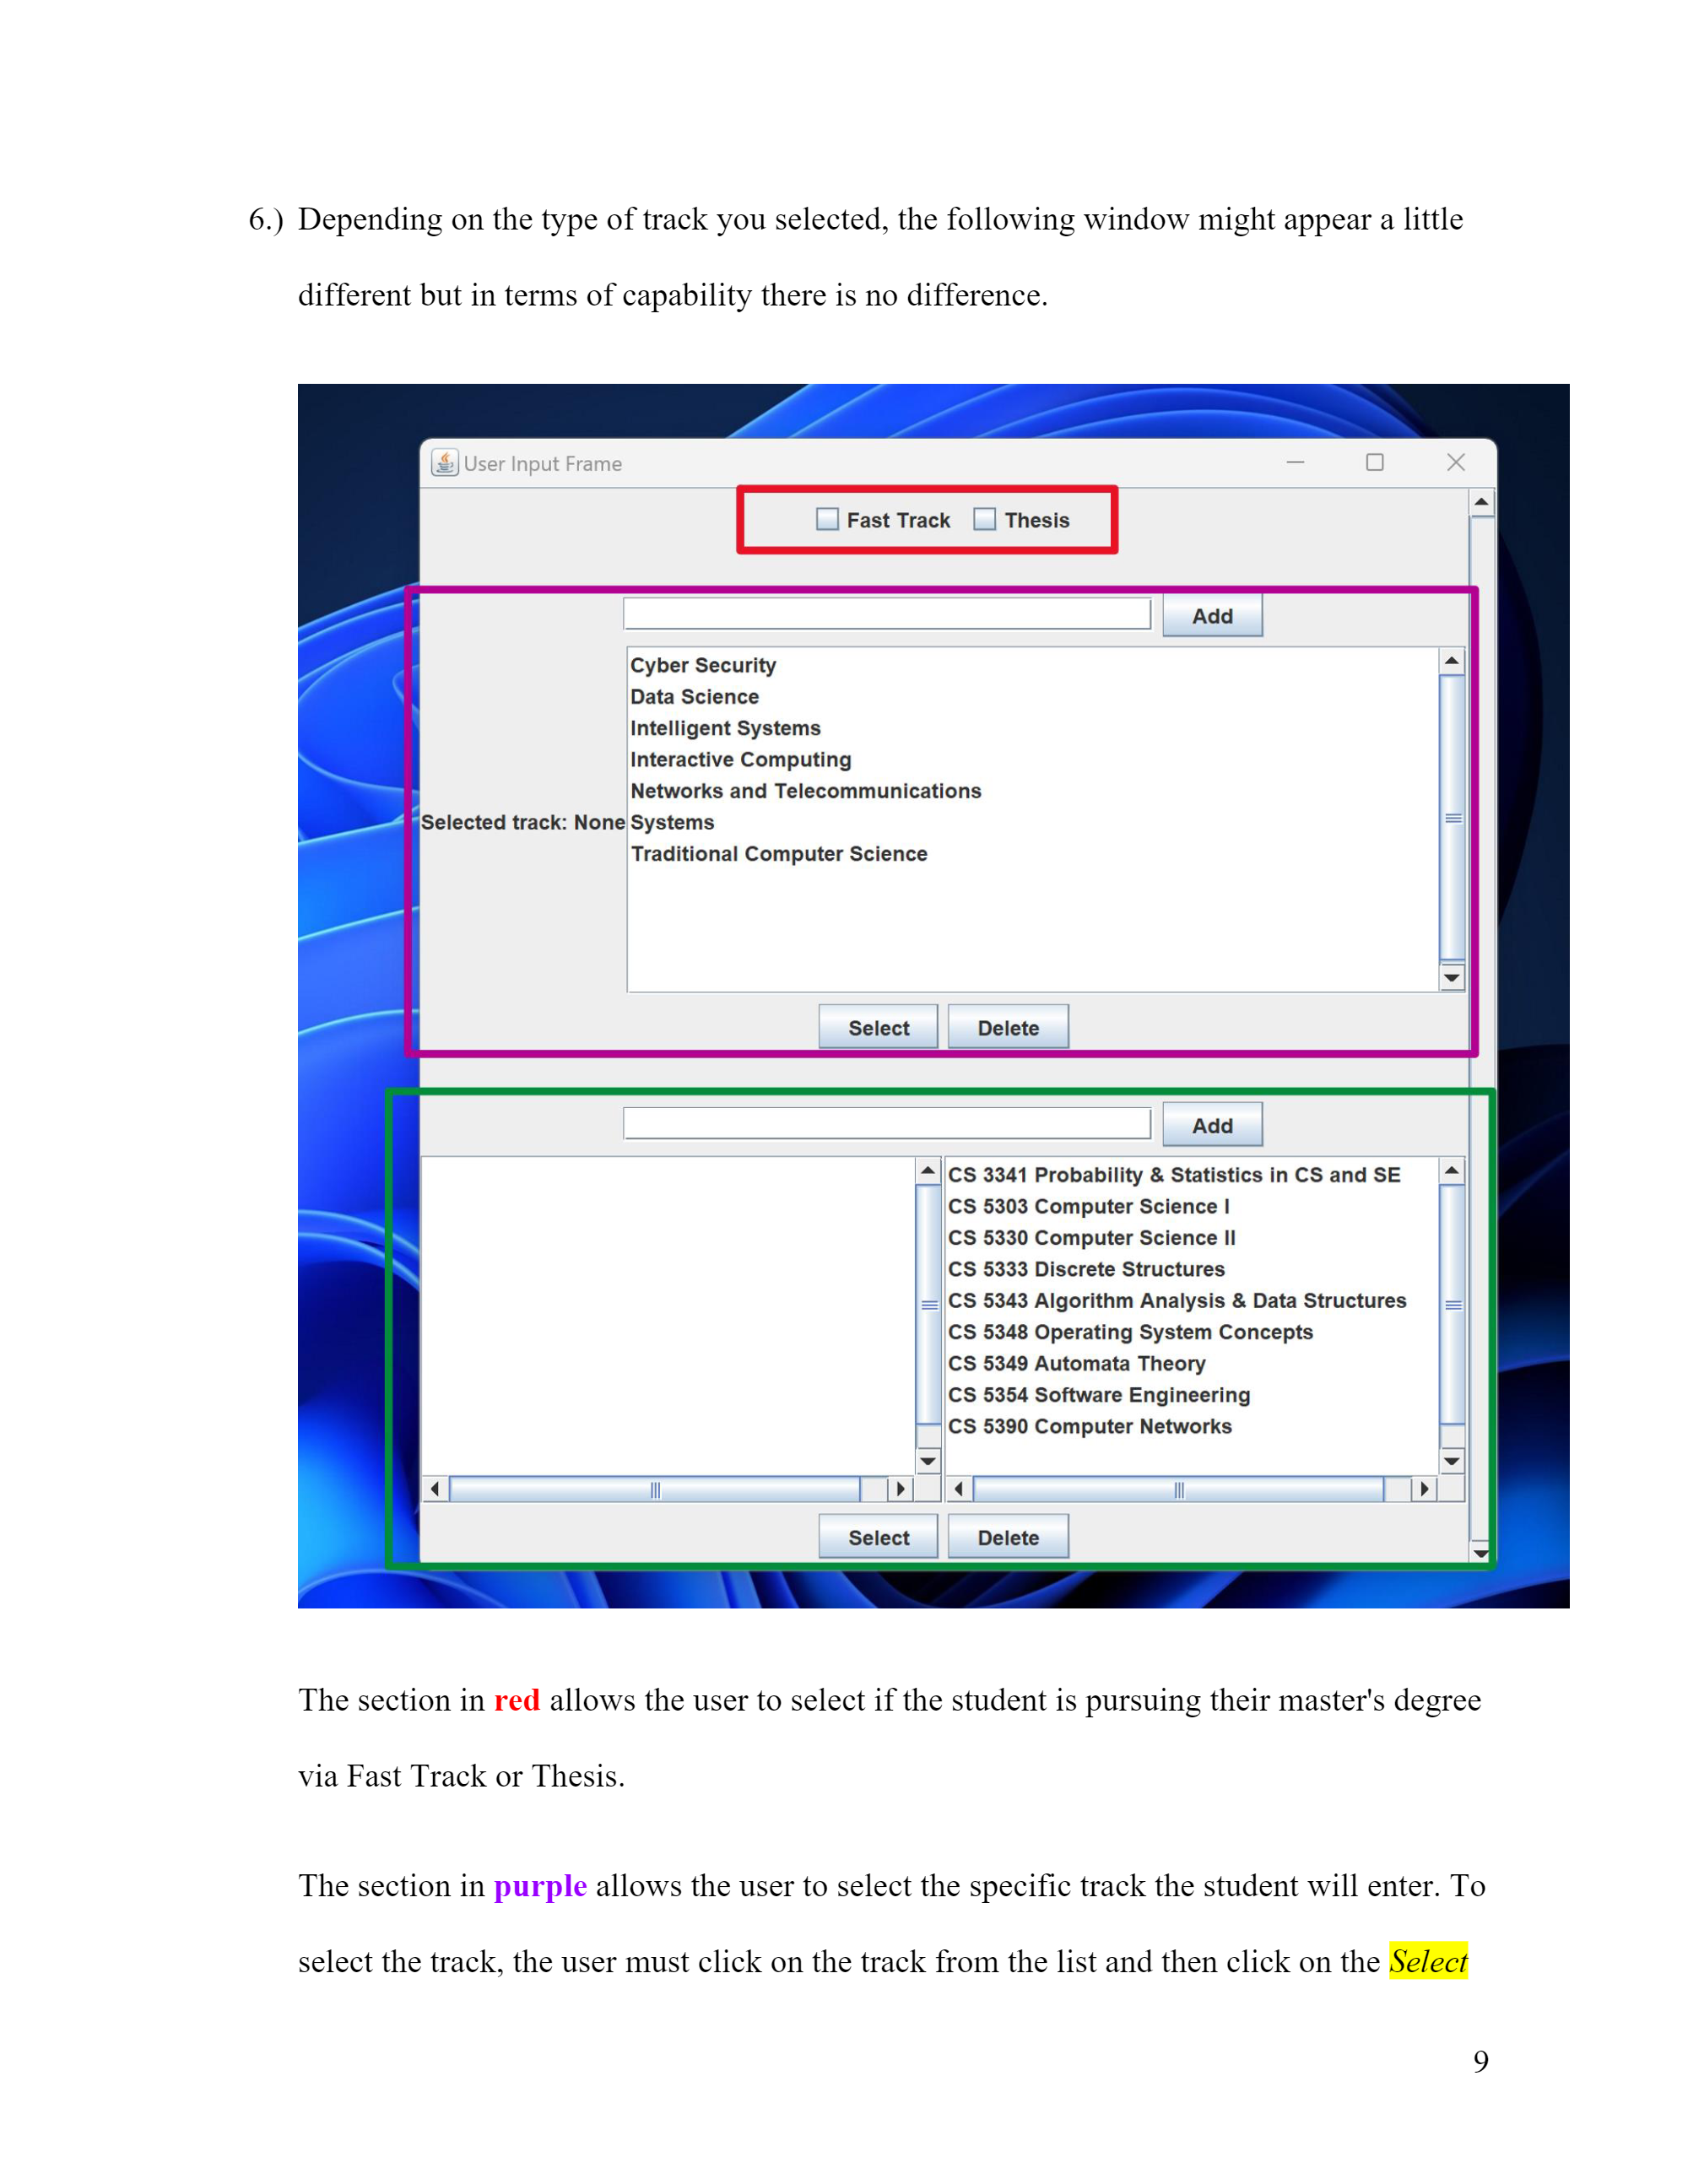 6.) Depending on the type of track you selected, the following window might appear a little
different but in terms of capability there is no difference.
User Input Frame
Fast Track Thesis
Add
Cyber Security
Data Science
Intelligent Systems
Interactive Computing
Networks and Telecommunications
Selected track: None Systems
Traditional Computer Science
Select Delete
Add
CS 3341 Probability & Statistics in CS and SE
CS 5303 Computer Science I
CS 5330 Computer Science II
CS 5333 Discrete Structures
CS 5343 Algorithm Analysis & Data Structures
CS 5348 Operating System Concepts
CS 5349 Automata Theory
CS 5354 Software Engineering
CS 5390 Computer Networks
Select Delete
The section in red allows the user to select if the student is pursuing their master's degree
via Fast Track or Thesis.
The section in purple allows the user to select the specific track the student will enter. To
select the track, the user must click on the track from the list and then click on the Select
9